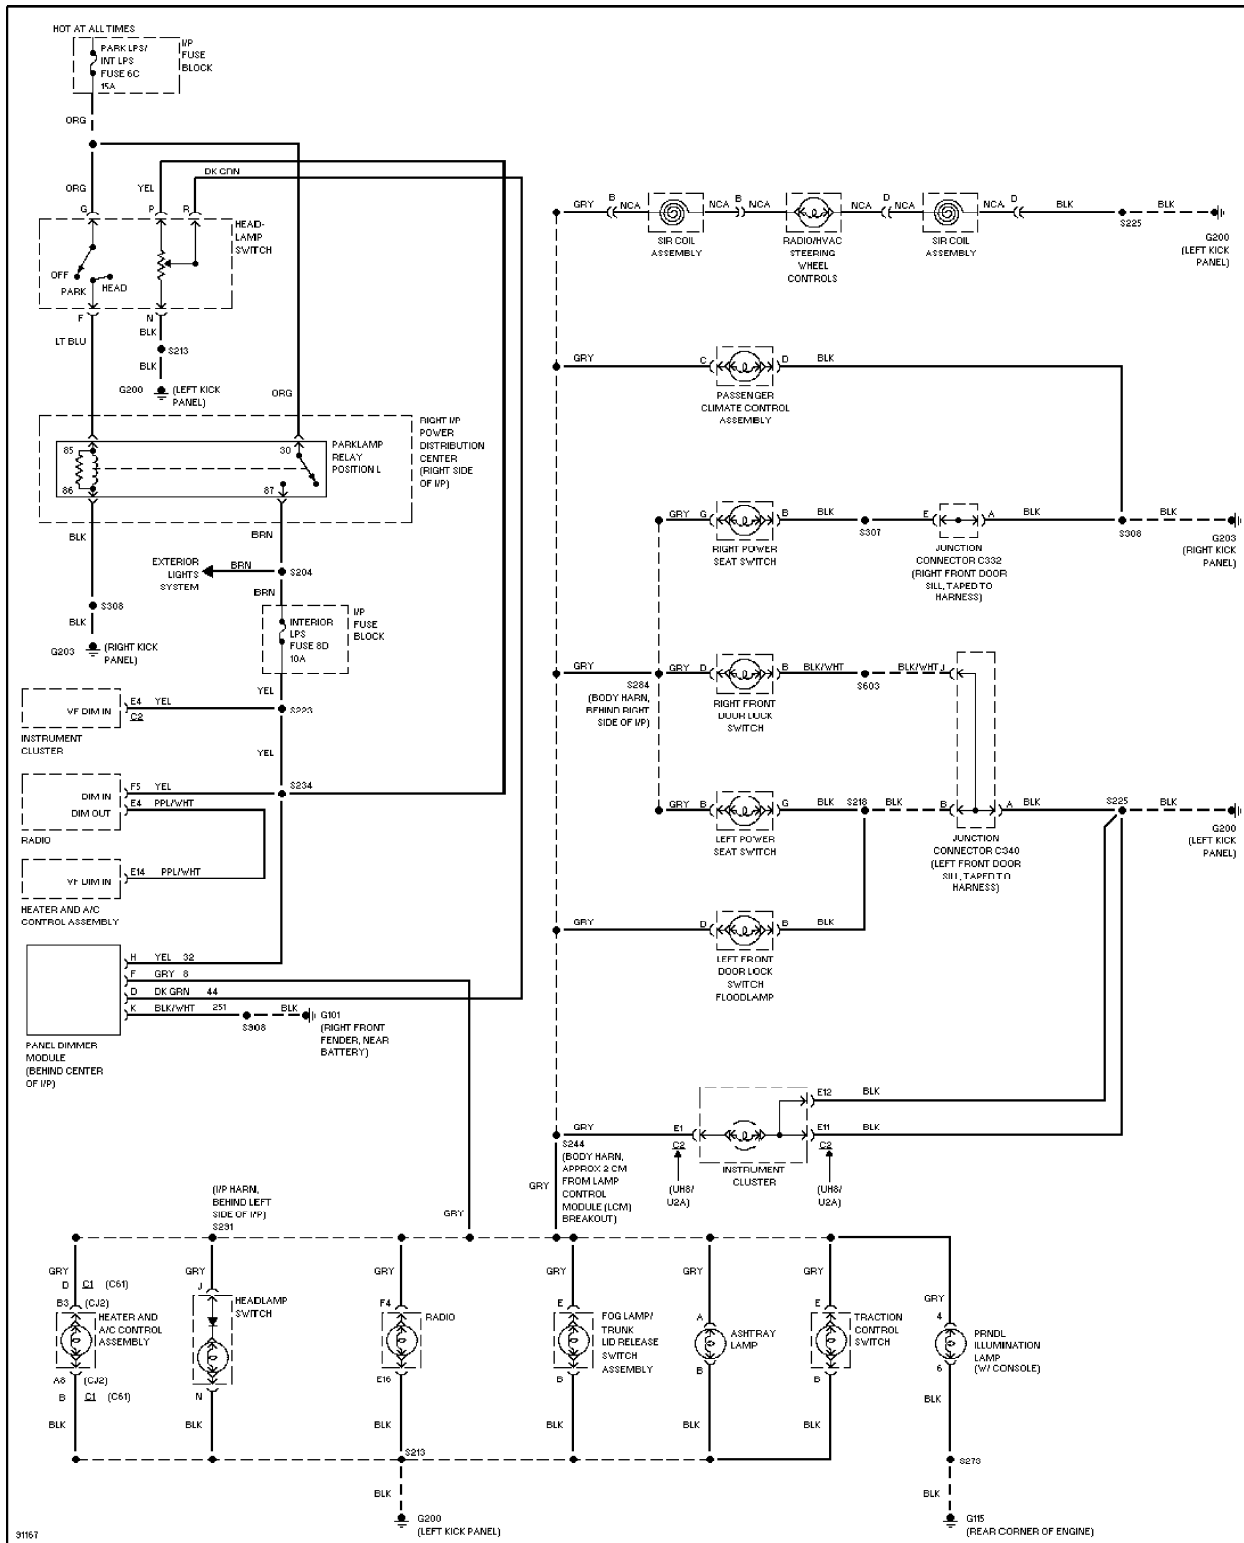 HOT AT ALL TIMES
PARK LPS/
INT LPS
FUSE 6C
15A
I/P
FUSE
BLOCK
ORG
ORG
YEL
DK GRN
G
P
R
HEAD-
LAMP
SWITCH
OFF
PARK
HEAD
F
N
LT BLU
BLK
S213
BLK
G200
(LEFT KICK
PANEL)
ORG
RIGHT I/P
POWER
DISTRIBUTION
CENTER
(RIGHT SIDE
OF I/P)
85
30
PARKLAMP
RELAY
POSITION L
86
87
BLK
BRN
EXTERIOR
LIGHTS
SYSTEM
BRN
S204
BRN
S308
BLK
G203
(RIGHT KICK
PANEL)
INTERIOR
LPS
FUSE 8D
10A
I/P
FUSE
BLOCK
YEL
VF DIM IN
E4
YEL
C2
S223
INSTRUMENT
CLUSTER
YEL
DIM IN
F5
YEL
S234
DIM OUT
E4
PPL/WHT
RADIO
VF DIM IN
E14
PPL/WHT
HEATER AND A/C
CONTROL ASSEMBLY
H
YEL
32
F
GRY
8
D
DK GRN
44
K
BLK/WHT
251
BLK
S908
G101
(RIGHT FRONT
FENDER, NEAR
BATTERY)
PANEL DIMMER
MODULE
(BEHIND CENTER
OF I/P)
GRY
B
NCA
NCA
B
NCA
NCA
D
NCA
NCA
D
BLK
BLK
S225
G200
(LEFT KICK
PANEL)
SIR COIL
ASSEMBLY
RADIO/HVAC
STEERING
WHEEL
CONTROLS
SIR COIL
ASSEMBLY
GRY
C
D
BLK
PASSENGER
CLIMATE CONTROL
ASSEMBLY
GRY
G
B
BLK
S307
E
A
BLK
BLK
S308
G203
(RIGHT KICK
PANEL)
RIGHT POWER
SEAT SWITCH
JUNCTION
CONNECTOR C332
(RIGHT FRONT DOOR
SILL, TAPED TO
HARNESS)
GRY
S284
(BODY HARN,
BEHIND RIGHT
SIDE OF I/P)
GRY
D
B
BLK/WHT
S603
BLK/WHT
J
RIGHT FRONT
DOOR LOCK
SWITCH
GRY
B
G
BLK
S218
BLK
B
A
BLK
S225
BLK
G200
(LEFT KICK
PANEL)
LEFT POWER
SEAT SWITCH
JUNCTION
CONNECTOR C340
(LEFT FRONT DOOR
SILL, TAPED TO
HARNESS)
GRY
D
B
BLK
LEFT FRONT
DOOR LOCK
SWITCH
FLOODLAMP
E12
BLK
GRY
E1
E11
BLK
S244
(BODY HARN,
APPROX 2 CM
FROM LAMP
CONTROL
MODULE (LCM)
BREAKOUT)
C2
(UH8/
U2A)
INSTRUMENT
CLUSTER
C2
(UH8/
U2A)
GRY
(I/P HARN,
BEHIND LEFT
SIDE OF I/P)
S291
GRY
GRY
D
C1
(C61)
B3
(CJ2)
HEATER AND
A/C CONTROL
ASSEMBLY
A8
(CJ2)
B
C1
(C61)
BLK
GRY
J
HEADLAMP
SWITCH
N
BLK
GRY
F4
RADIO
E16
BLK
GRY
E
FOG LAMP/
TRUNK
LID RELEASE
SWITCH
ASSEMBLY
B
BLK
GRY
A
ASHTRAY
LAMP
B
BLK
GRY
E
TRACTION
CONTROL
SWITCH
B
BLK
GRY
4
PRNDL
ILLUMINATION
LAMP
(W/ CONSOLE)
6
BLK
S213
BLK
G200
(LEFT KICK PANEL)
S273
BLK
G115
(REAR CORNER OF ENGINE)
91167